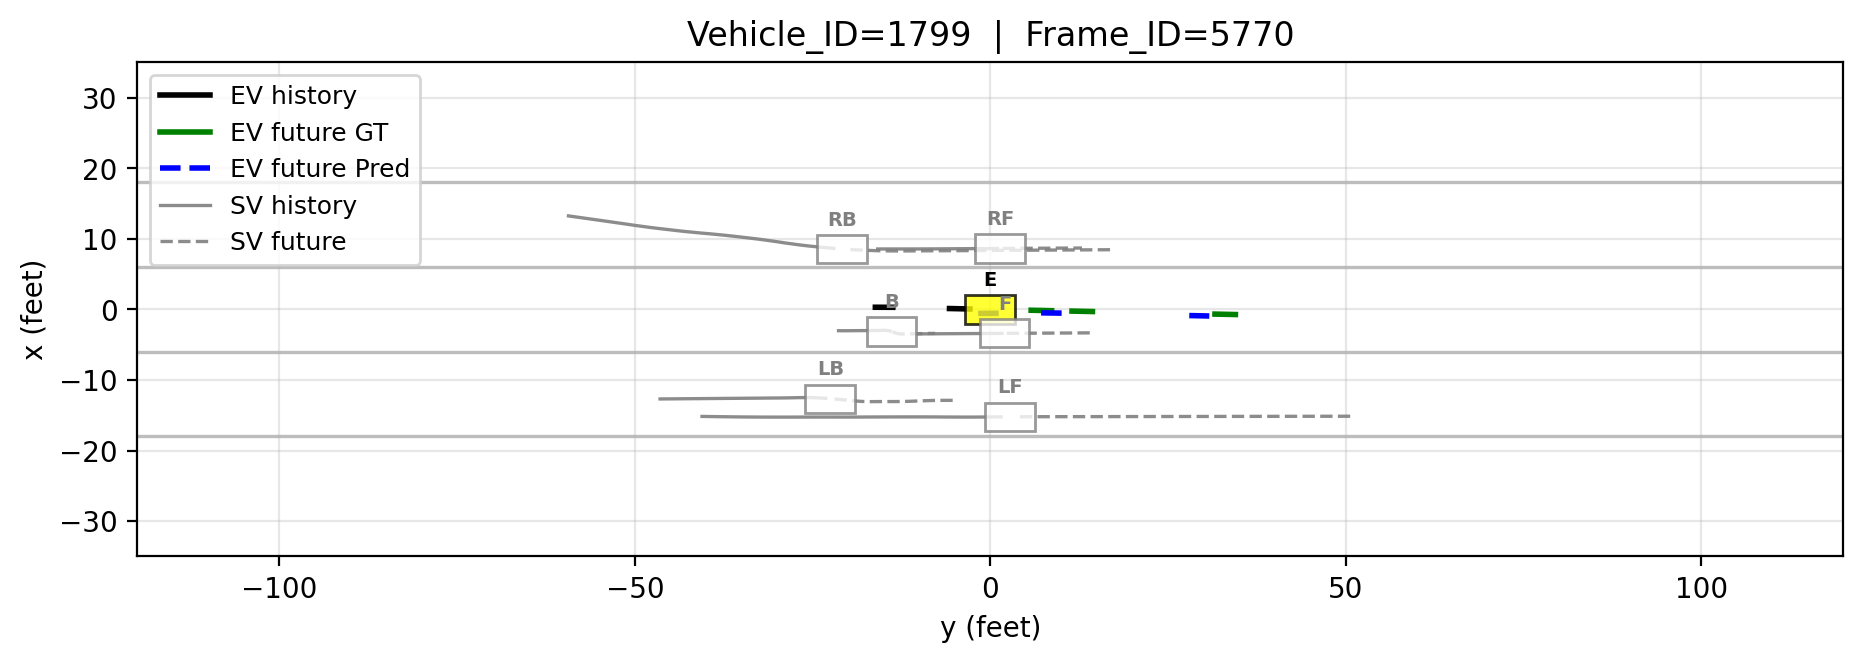 Vehicle_ID=1799 | Frame_ID=5770
EV history
EV future GT
EV future Pred
SV history
SV future
30
20
10
0
−10
−20
−30
x (feet)
RB
RF
E
B
F
LB
LF
−100
−50
0
50
100
y (feet)